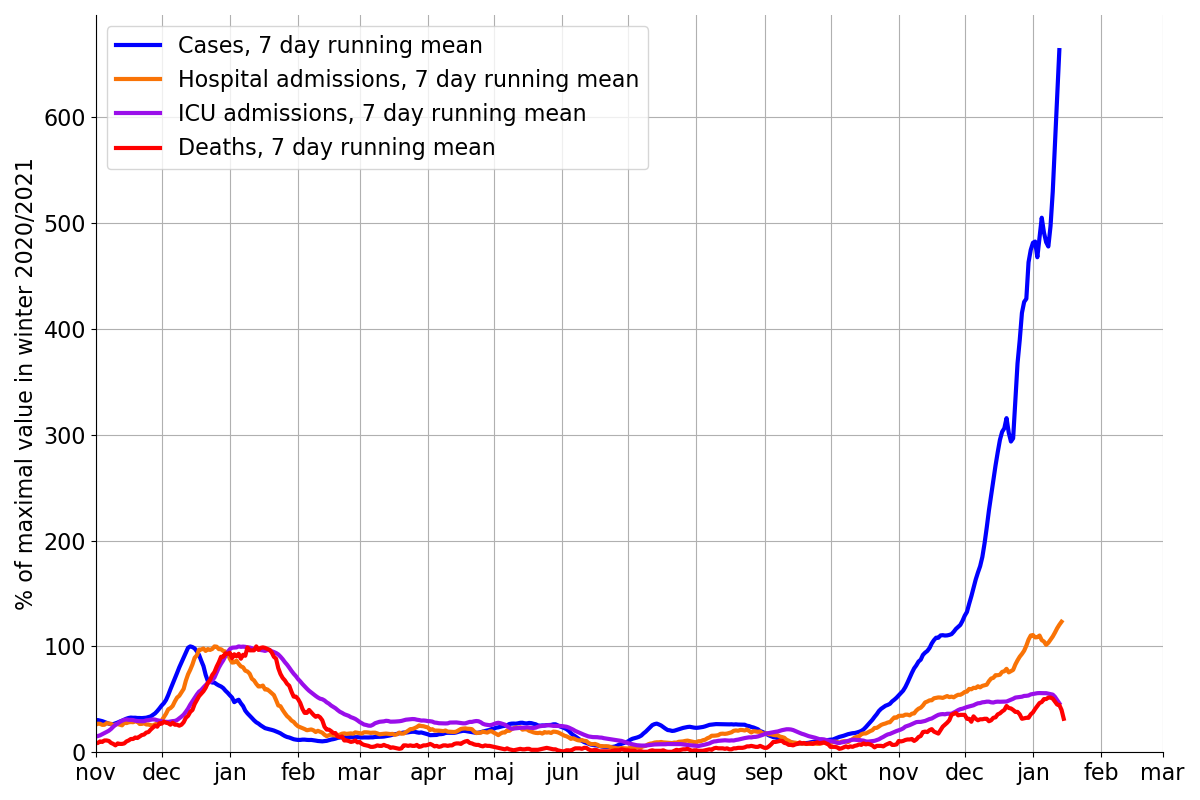 Cases, 7 day running mean
Hospital admissions, 7 day running mean
ICU admissions, 7 day running mean
Deaths, 7 day running mean
% of maximal value in winter 2020/2021
600
500
400
300
200
100
0
nov dec jan feb mar apr maj jun jul aug sep okt nov dec jan feb mar